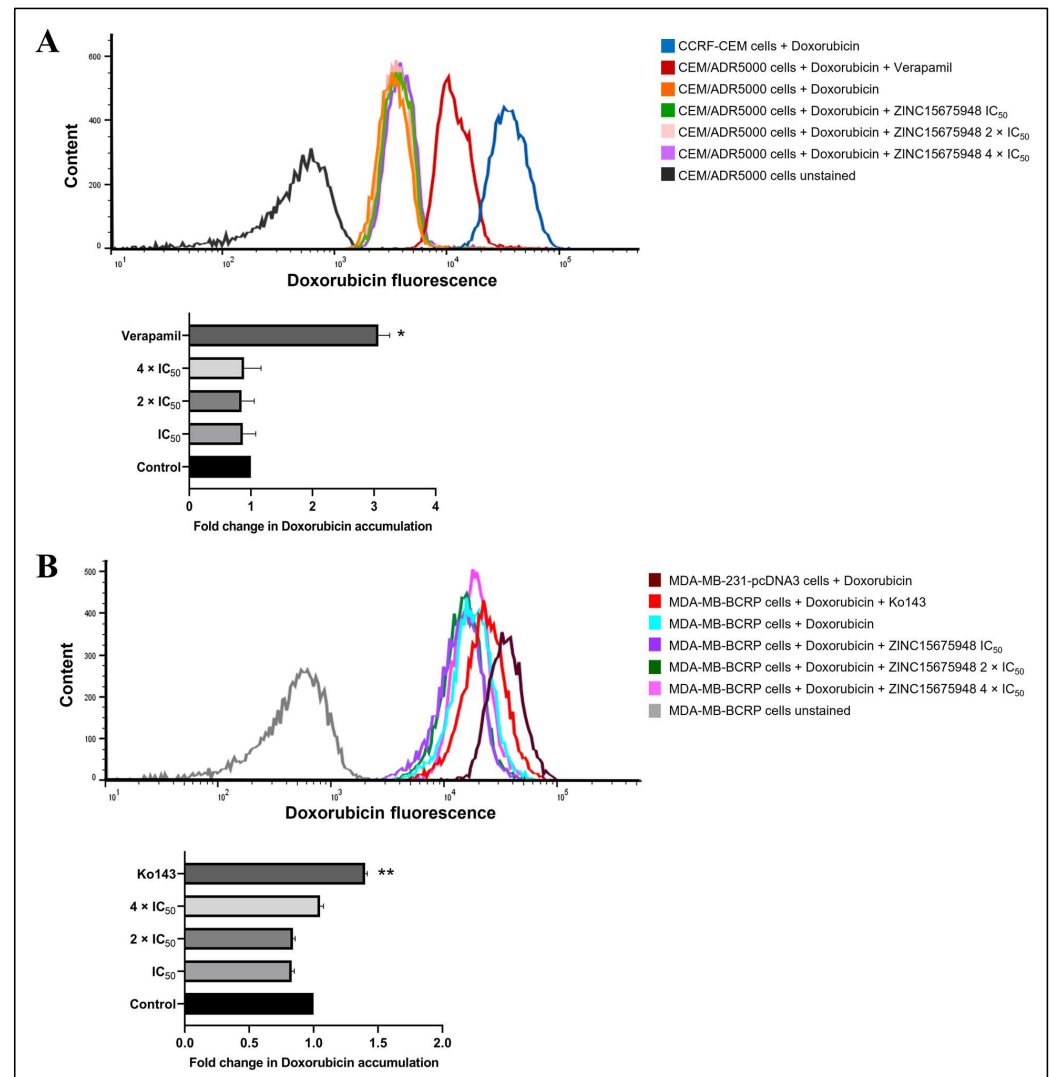 A
600
400
200
0
Content
10¹ 10² 10³ 10⁴ 10⁵
Doxorubicin fluorescence
CCRF-CEM cells + Doxorubicin
CEM/ADR5000 cells + Doxorubicin + Verapamil
CEM/ADR5000 cells + Doxorubicin
CEM/ADR5000 cells + Doxorubicin + ZINC15675948 IC₅₀
CEM/ADR5000 cells + Doxorubicin + ZINC15675948 2 × IC₅₀
CEM/ADR5000 cells + Doxorubicin + ZINC15675948 4 × IC₅₀
CEM/ADR5000 cells unstained
Verapamil *
4 × IC₅₀
2 × IC₅₀
IC₅₀
Control
0 1 2 3 4
Fold change in Doxorubicin accumulation
B
500
400
300
200
100
0
Content
10¹ 10² 10³ 10⁴ 10⁵
Doxorubicin fluorescence
MDA-MB-231-pcDNA3 cells + Doxorubicin
MDA-MB-BCRP cells + Doxorubicin + Ko143
MDA-MB-BCRP cells + Doxorubicin
MDA-MB-BCRP cells + Doxorubicin + ZINC15675948 IC₅₀
MDA-MB-BCRP cells + Doxorubicin + ZINC15675948 2 × IC₅₀
MDA-MB-BCRP cells + Doxorubicin + ZINC15675948 4 × IC₅₀
MDA-MB-BCRP cells unstained
Ko143 **
4 × IC₅₀
2 × IC₅₀
IC₅₀
Control
0.0 0.5 1.0 1.5 2.0
Fold change in Doxorubicin accumulation